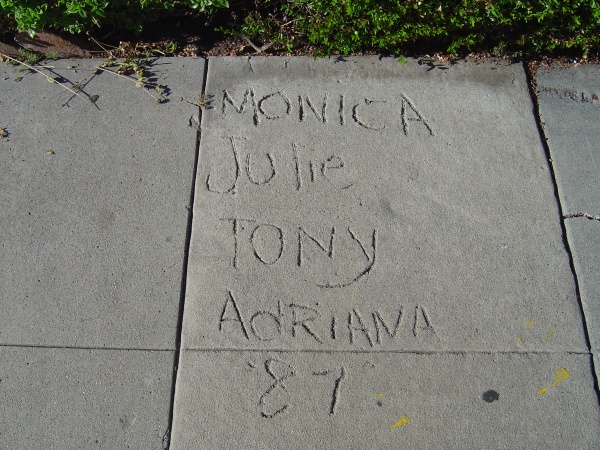 MONICA
Julie
TONy
AdRIANA
'87'